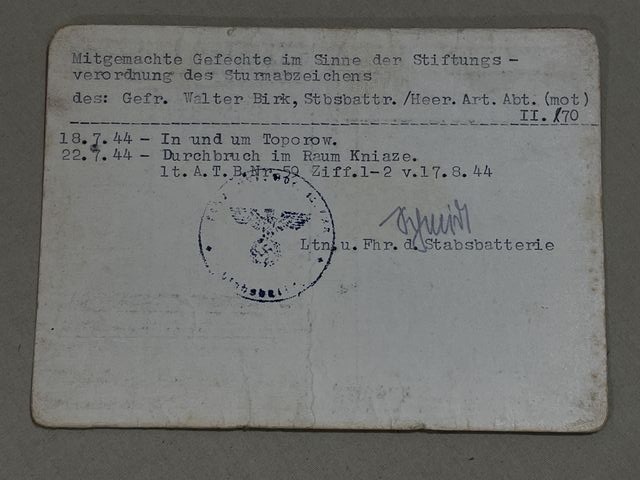 Mitgemachte Gefechte im Sinne der Stiftungs -
verordnung des Sturmabzeichens
des: Gefr. Walter Birk, Stbsbattr./Heer. Art. Abt. (mot)
II./70
18.7.44 - In und um Toporow.
22.7.44 - Durchbruch im Raum Kniaze.
lt. A. T. B. Nr. 59 Ziff. 1-2 v. 17.8.44
Ltn. u. Fhr. d. Stabsbatterie